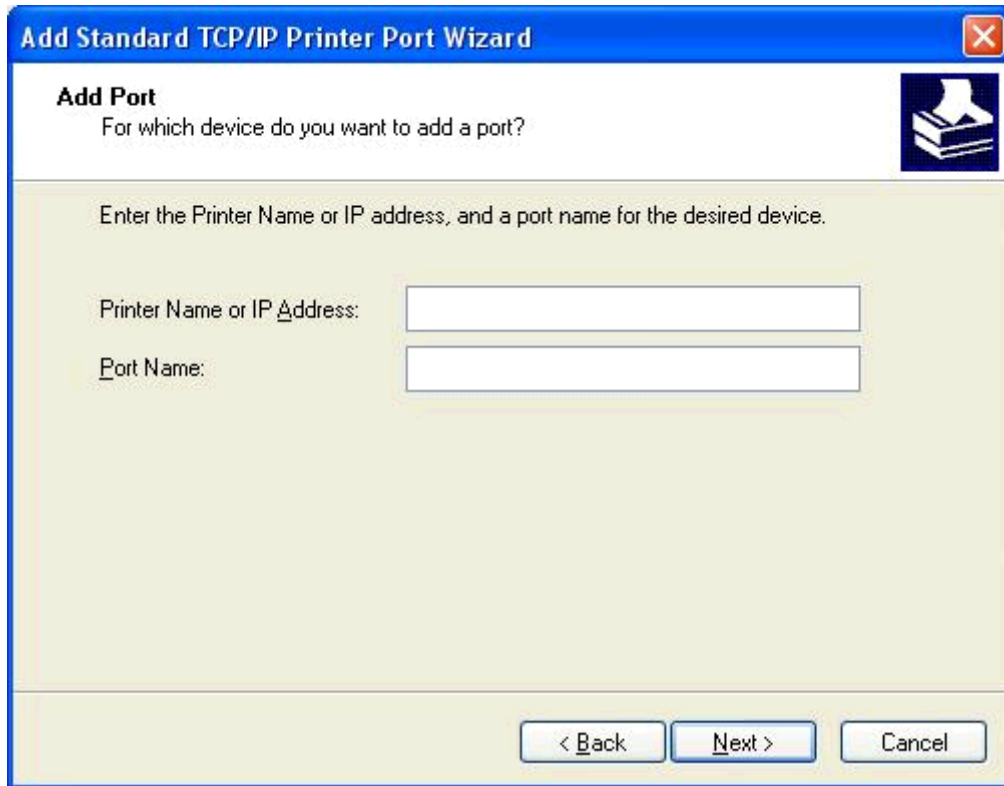 Add Standard TCP/IP Printer Port Wizard
Add Port
For which device do you want to add a port?
Enter the Printer Name or IP address, and a port name for the desired device.
Printer Name or IP Address:
Port Name:
< Back Next > Cancel